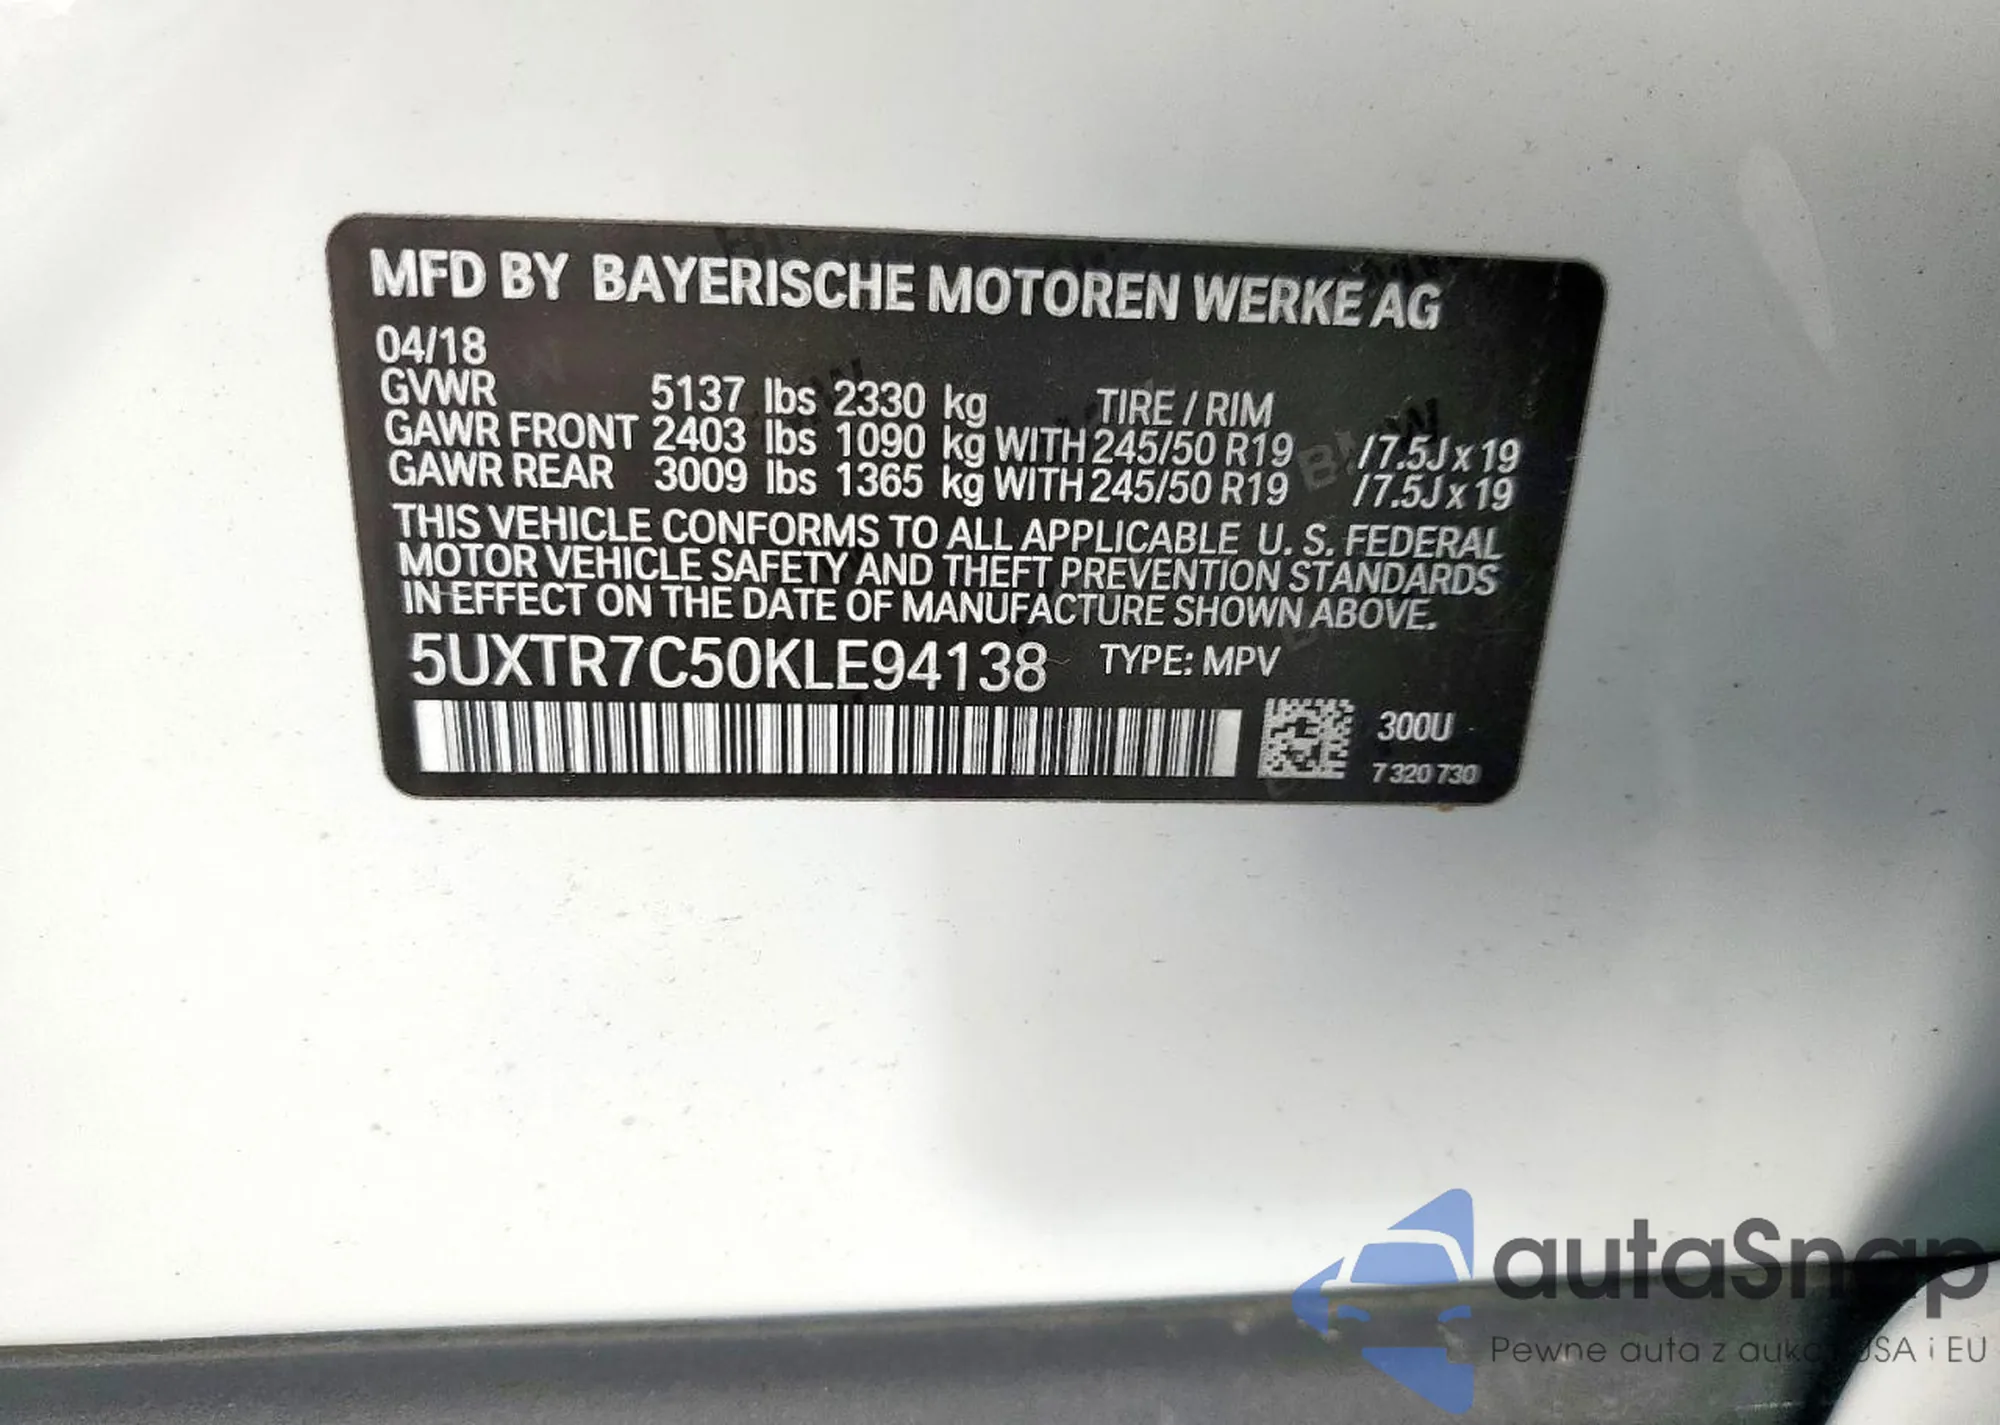 MFD BY BAYERISCHE MOTOREN WERKE AG
04/18
GVWR 5137 lbs 2330 kg TIRE / RIM
GAWR FRONT 2403 lbs 1090 kg WITH 245/50 R19 /7.5J x 19
GAWR REAR 3009 lbs 1365 kg WITH 245/50 R19 /7.5J x 19
THIS VEHICLE CONFORMS TO ALL APPLICABLE U. S. FEDERAL
MOTOR VEHICLE SAFETY AND THEFT PREVENTION STANDARDS
IN EFFECT ON THE DATE OF MANUFACTURE SHOWN ABOVE.
5UXTR7C50KLE94138 TYPE: MPV
300U
7 320 730
autaSnap
Pewne auta z aukcji USA i EU